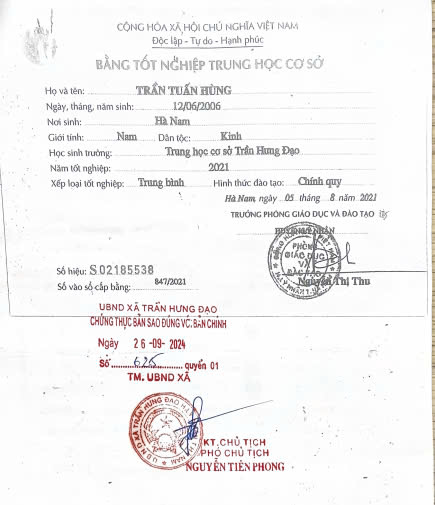 CỘNG HÒA XÃ HỘI CHỦ NGHĨA VIỆT NAM
Độc lập - Tự do - Hạnh phúc
BẰNG TỐT NGHIỆP TRUNG HỌC CƠ SỞ
Họ và tên: TRẦN TUẤN HÙNG
Ngày, tháng, năm sinh: 12/06/2006
Nơi sinh: Hà Nam
Giới tính: Nam Dân tộc: Kinh
Học sinh trường: Trung học cơ sở Trần Hưng Đạo
Năm tốt nghiệp: 2021
Xếp loại tốt nghiệp: Trung bình Hình thức đào tạo: Chính quy
Hà Nam, ngày 05 tháng 8 năm 2021
TRƯỞNG PHÒNG GIÁO DỤC VÀ ĐÀO TẠO
PHÒNG
GIÁO DỤC
VÀ
Nguyễn Thị Thu
Số hiệu: S 02185538
Số vào sổ cấp bằng: 847/2021
UBND XÃ TRẦN HƯNG ĐẠO
CHỨNG THỰC BẢN SAO ĐÚNG VỚI BẢN CHÍNH
Ngày 26-09-2024
Số 625 quyển 01
TM. UBND XÃ
U.B.N.D XÃ TRẦN HƯNG ĐẠO
KT. CHỦ TỊCH
PHÓ CHỦ TỊCH
NGUYỄN TIẾN PHONG